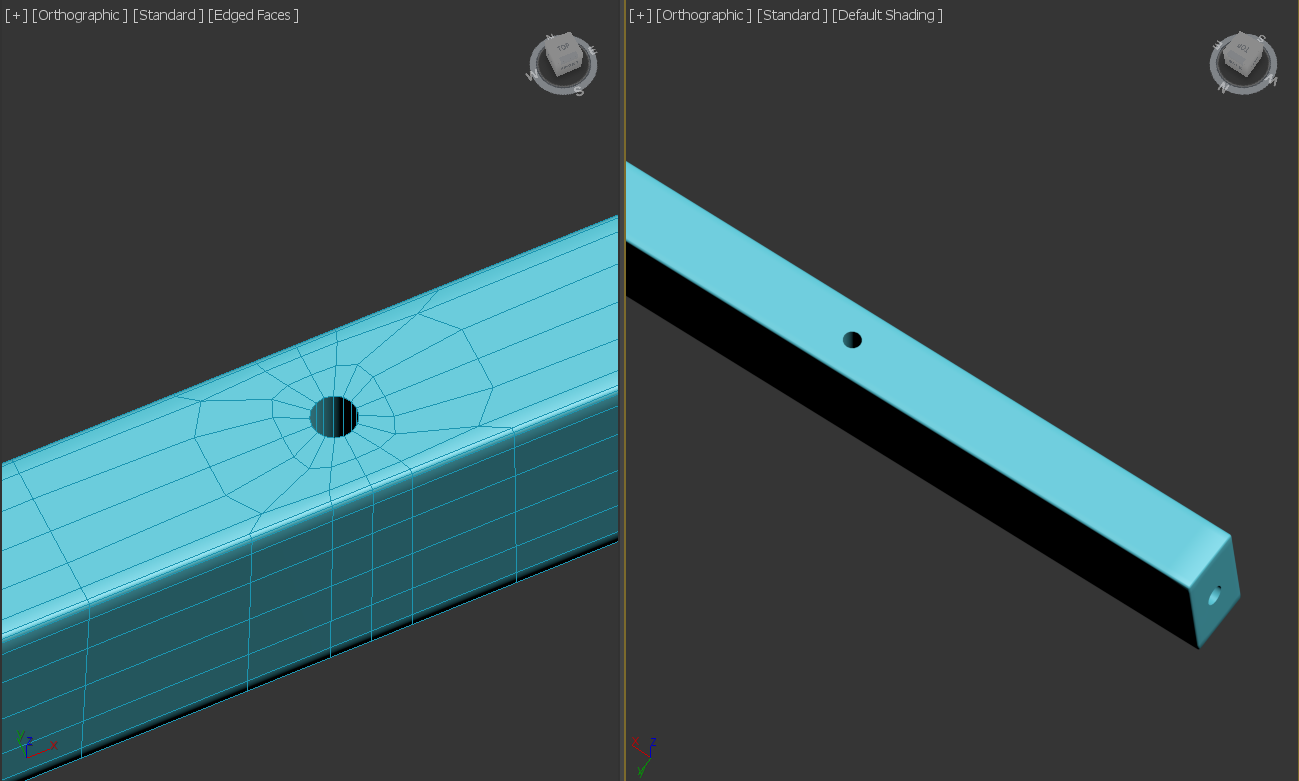 [+] [Orthographic ] [Standard ] [Edged Faces ]
[+] [Orthographic ] [Standard ] [Default Shading ]
N
E
TOP
W
S
TOP
N
y
z
x
x
z
y